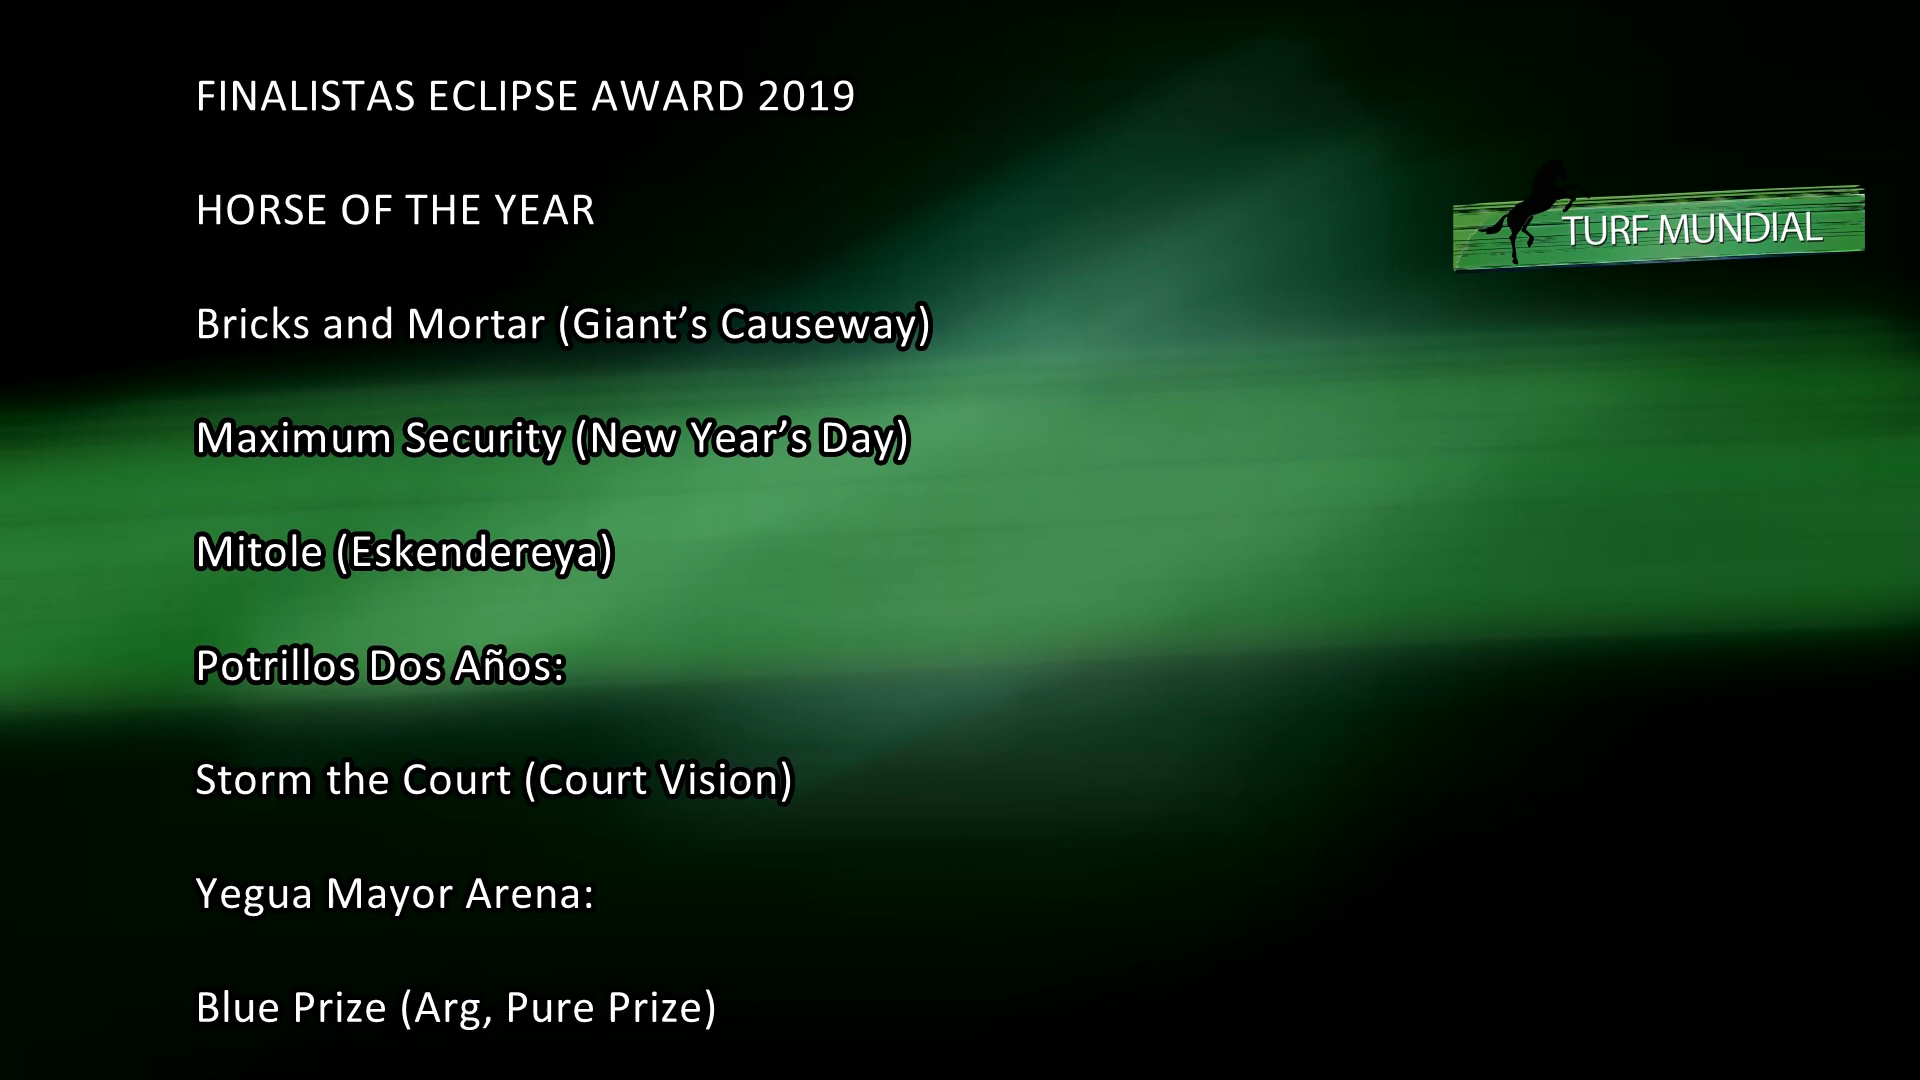 FINALISTAS ECLIPSE AWARD 2019
HORSE OF THE YEAR
TURF MUNDIAL
Bricks and Mortar (Giant’s Causeway)
Maximum Security (New Year’s Day)
Mitole (Eskendereya)
Potrillos Dos Años:
Storm the Court (Court Vision)
Yegua Mayor Arena:
Blue Prize (Arg, Pure Prize)